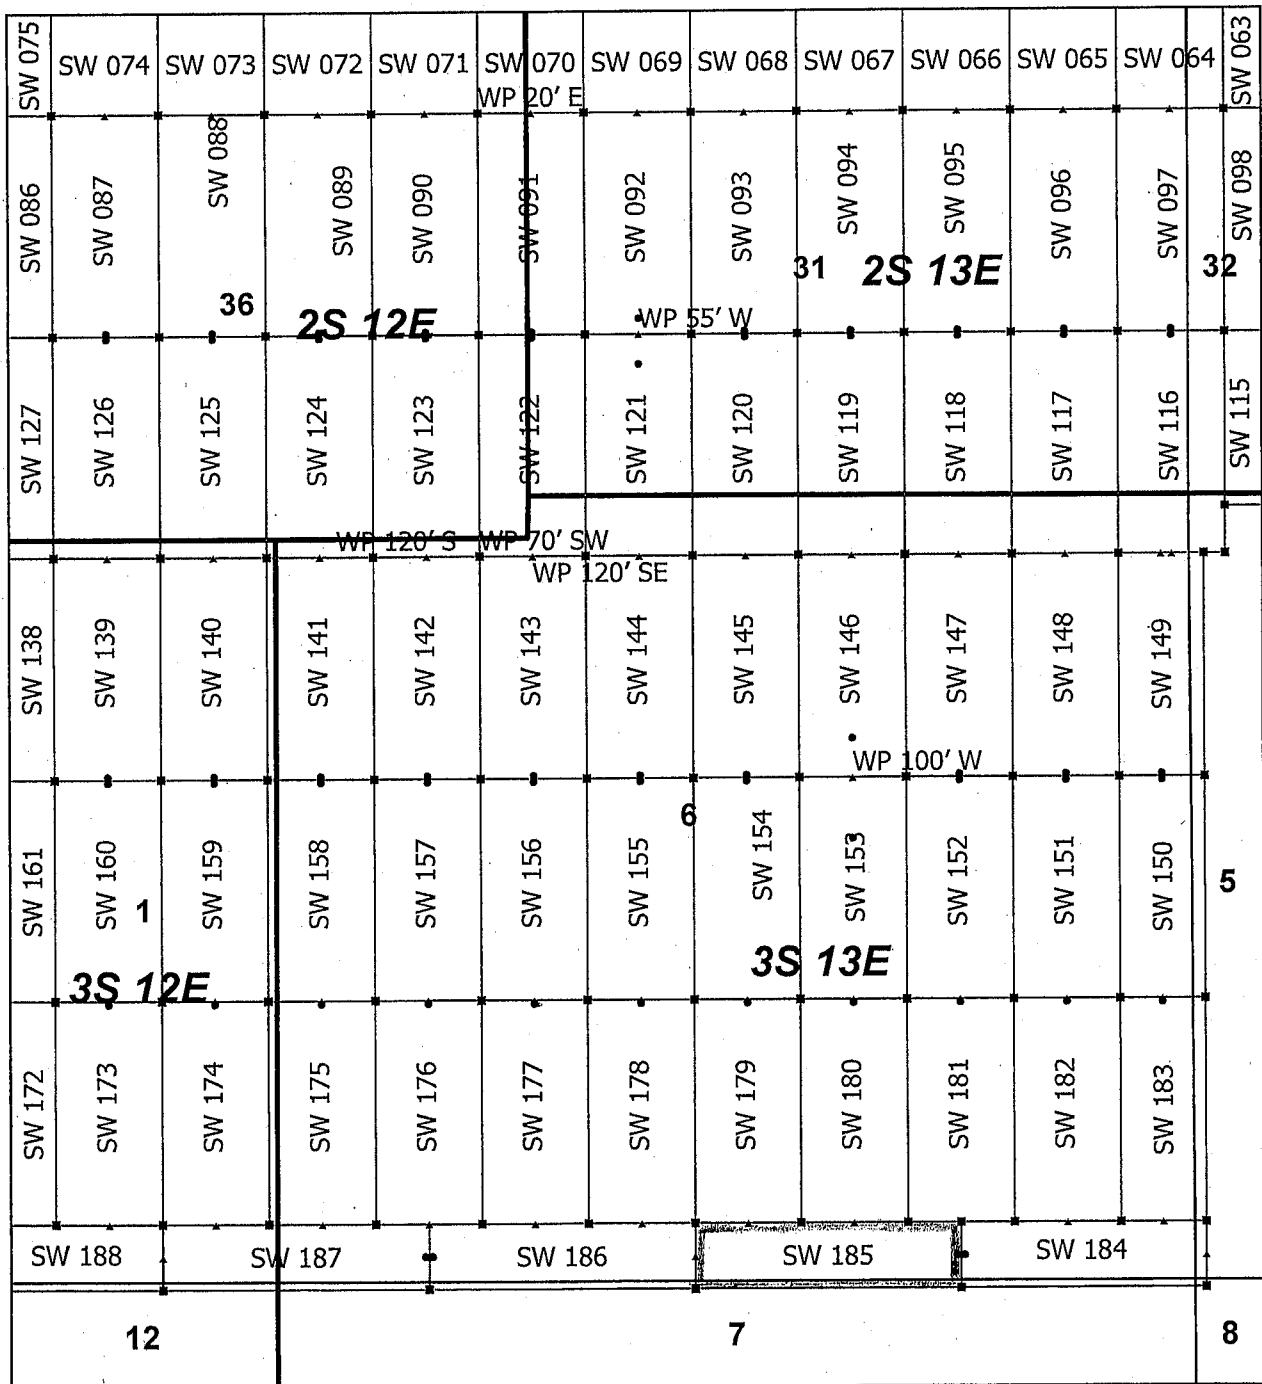 SW 075 SW 074 SW 073 SW 072 SW 071 SW 070 SW 069 SW 068 SW 067 SW 066 SW 065 SW 064 SW 063
WP 20' E
SW 086 SW 087 SW 088 SW 089 SW 090 SW 091 SW 092 SW 093 SW 094 SW 095 SW 096 SW 097 SW 098
31 2S 13E 32
36 2S 12E WP 55' W
SW 127 SW 126 SW 125 SW 124 SW 123 SW 122 SW 121 SW 120 SW 119 SW 118 SW 117 SW 116 SW 115
WP 120' S WP 70' SW
WP 120' SE
SW 138 SW 139 SW 140 SW 141 SW 142 SW 143 SW 144 SW 145 SW 146 SW 147 SW 148 SW 149
WP 100' W
6
SW 161 SW 160 SW 159 SW 158 SW 157 SW 156 SW 155 SW 154 SW 153 SW 152 SW 151 SW 150
1 5
3S 12E 3S 13E
SW 172 SW 173 SW 174 SW 175 SW 176 SW 177 SW 178 SW 179 SW 180 SW 181 SW 182 SW 183
SW 188 SW 187 SW 186 SW 185 SW 184
12 7 8